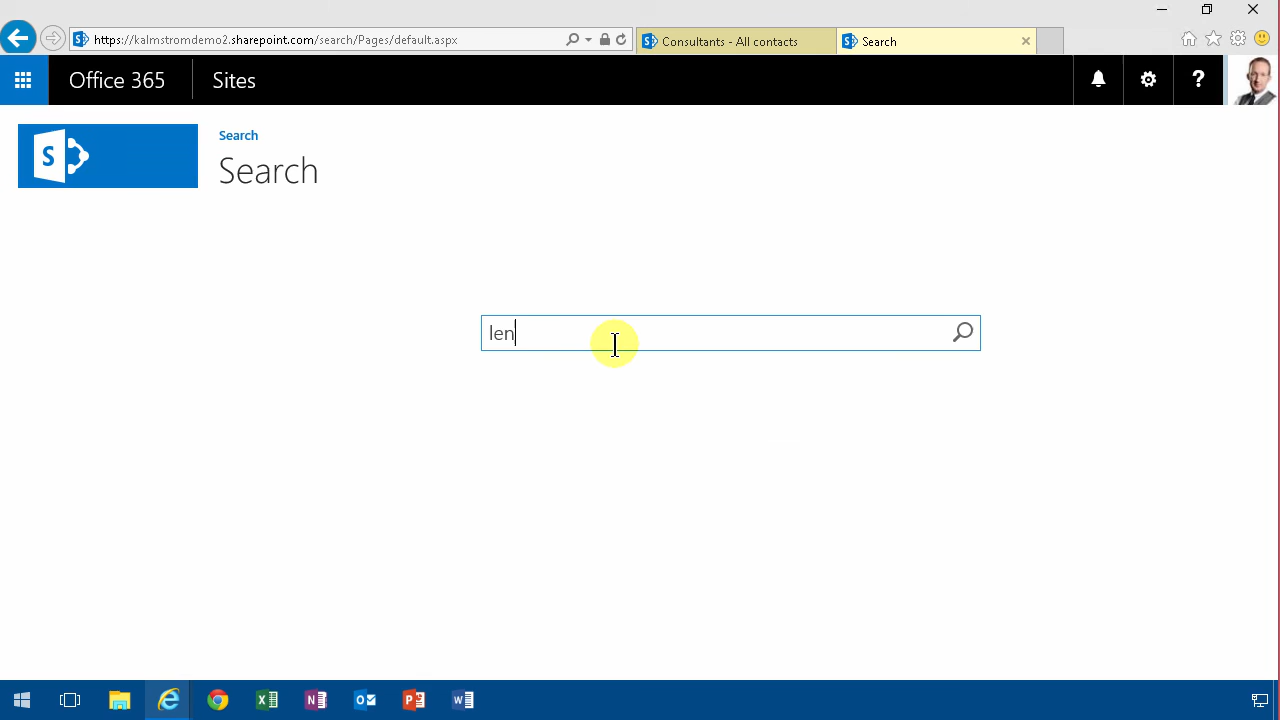 https://kalmstromdemo2.sharepoint.com/search/Pages/default.aspx
Consultants - All contacts
Search
Office 365
Sites
?
S
Search
Search
len